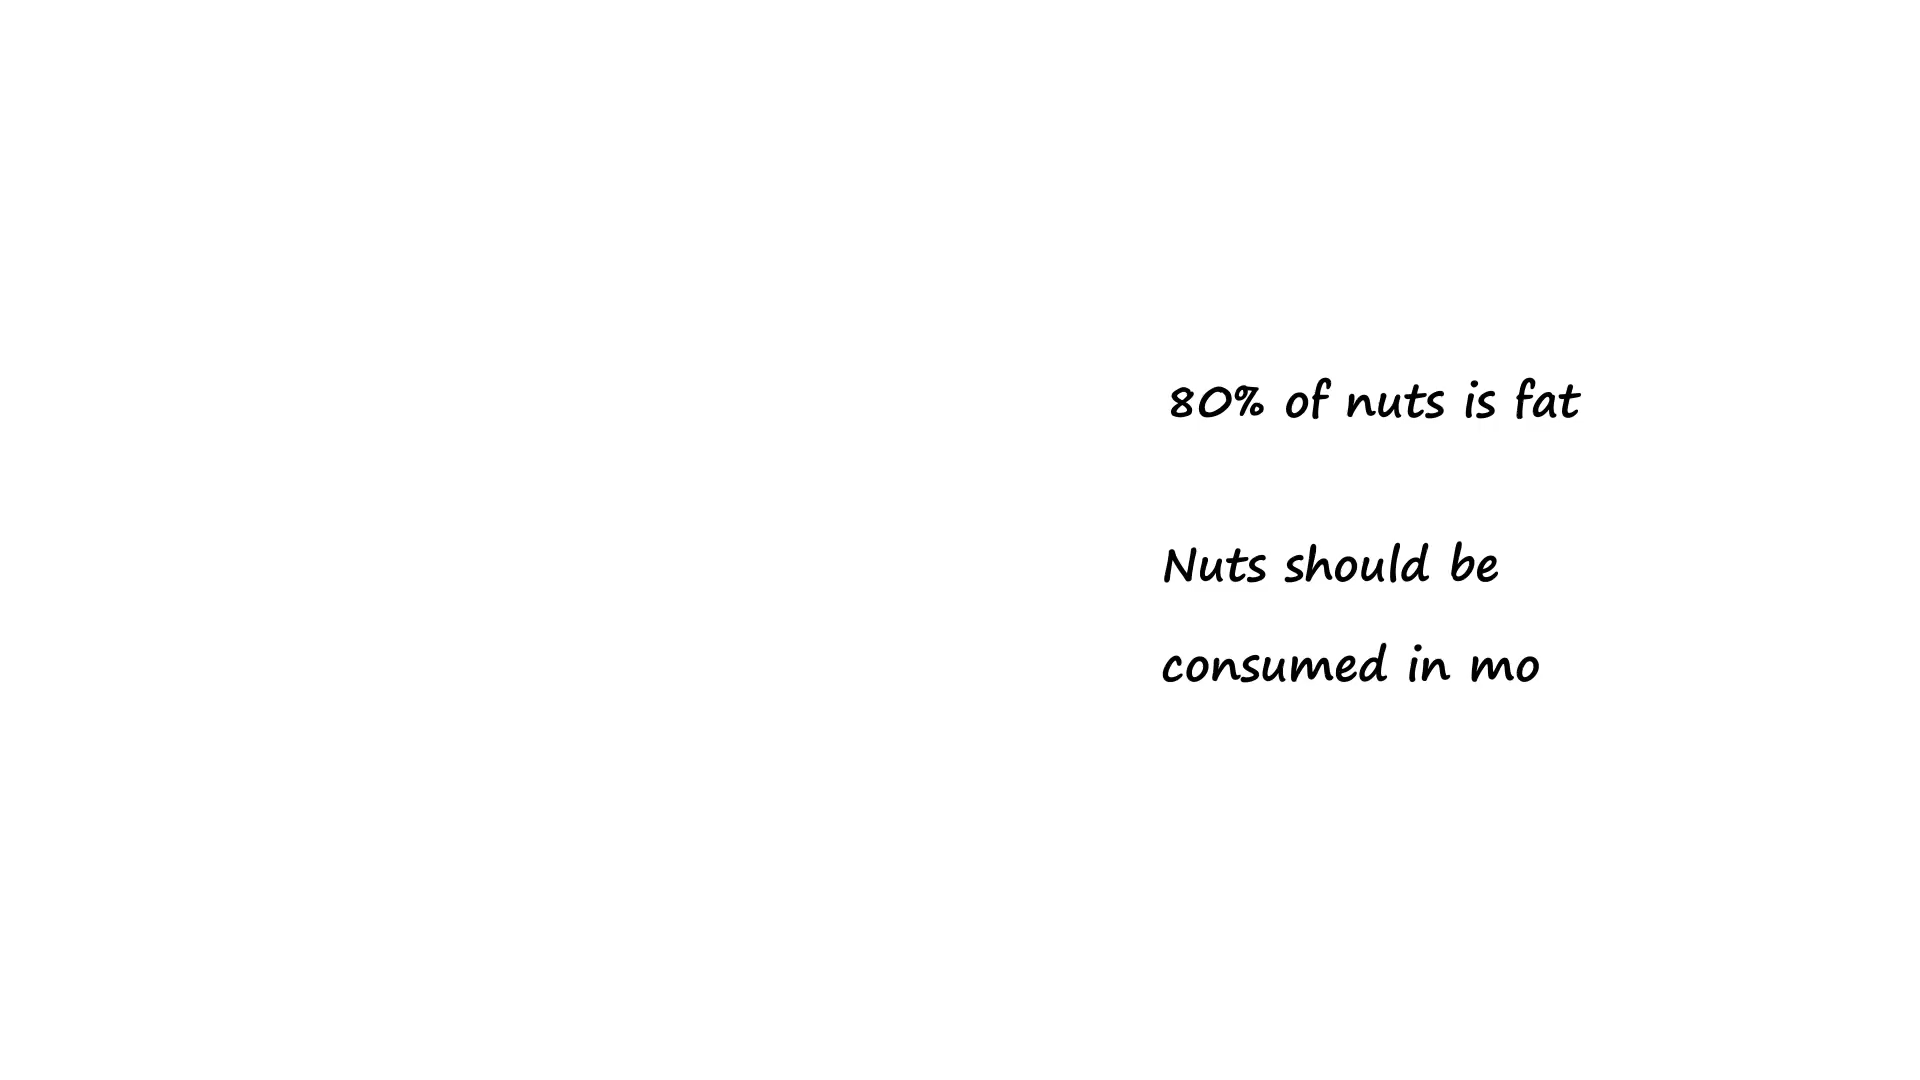 80% of nuts is fat
Nuts should be
consumed in mo